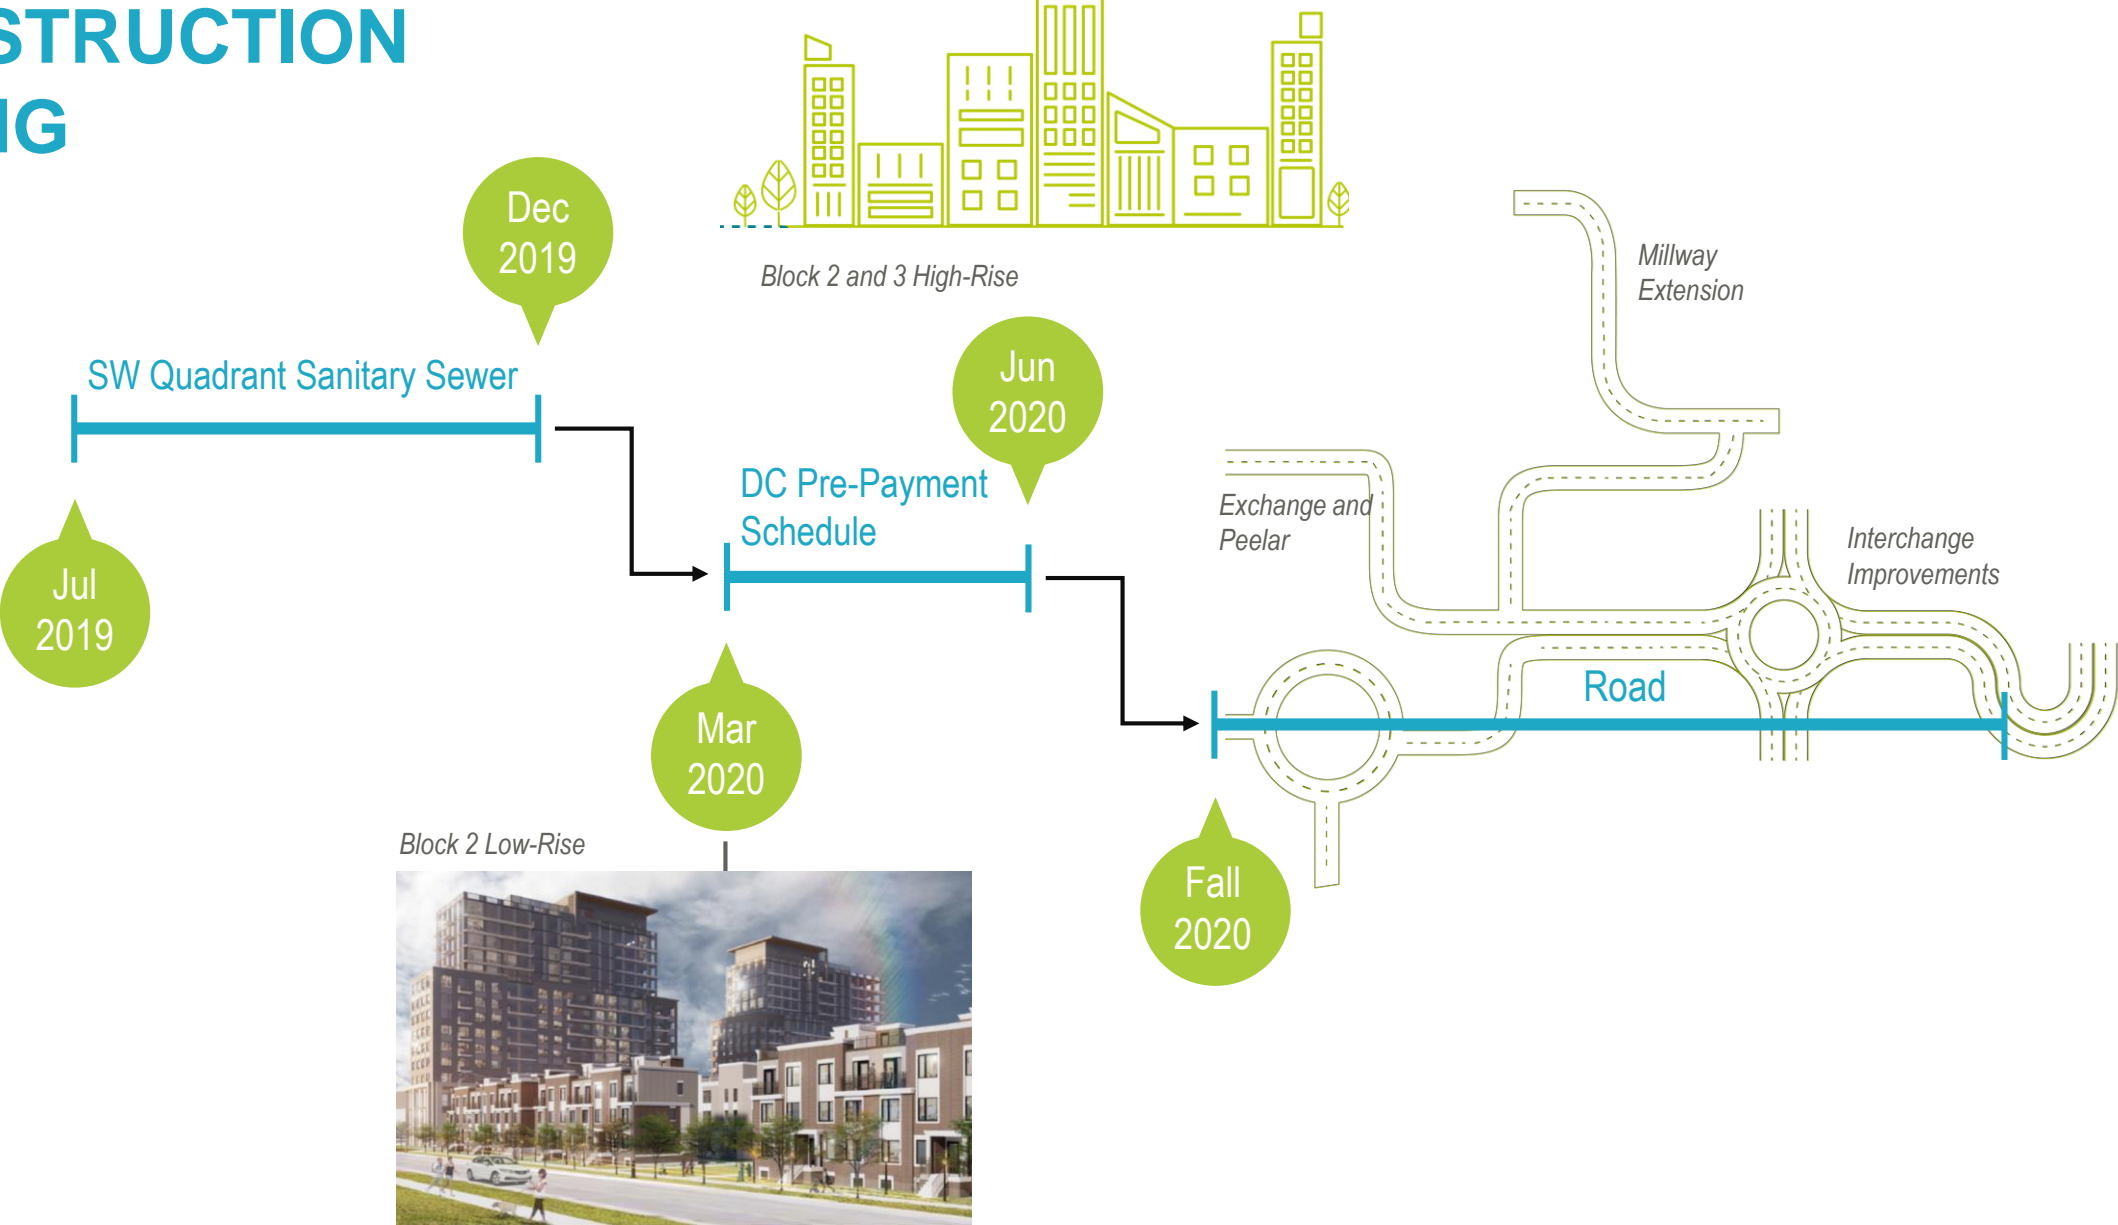 STRUCTION
NG
Dec
2019
Block 2 and 3 High-Rise
Millway
Extension
SW Quadrant Sanitary Sewer
Jun
2020
DC Pre-Payment
Schedule
Exchange and
Peelar
Interchange
Improvements
Jul
2019
Road
Mar
2020
Block 2 Low-Rise
Fall
2020